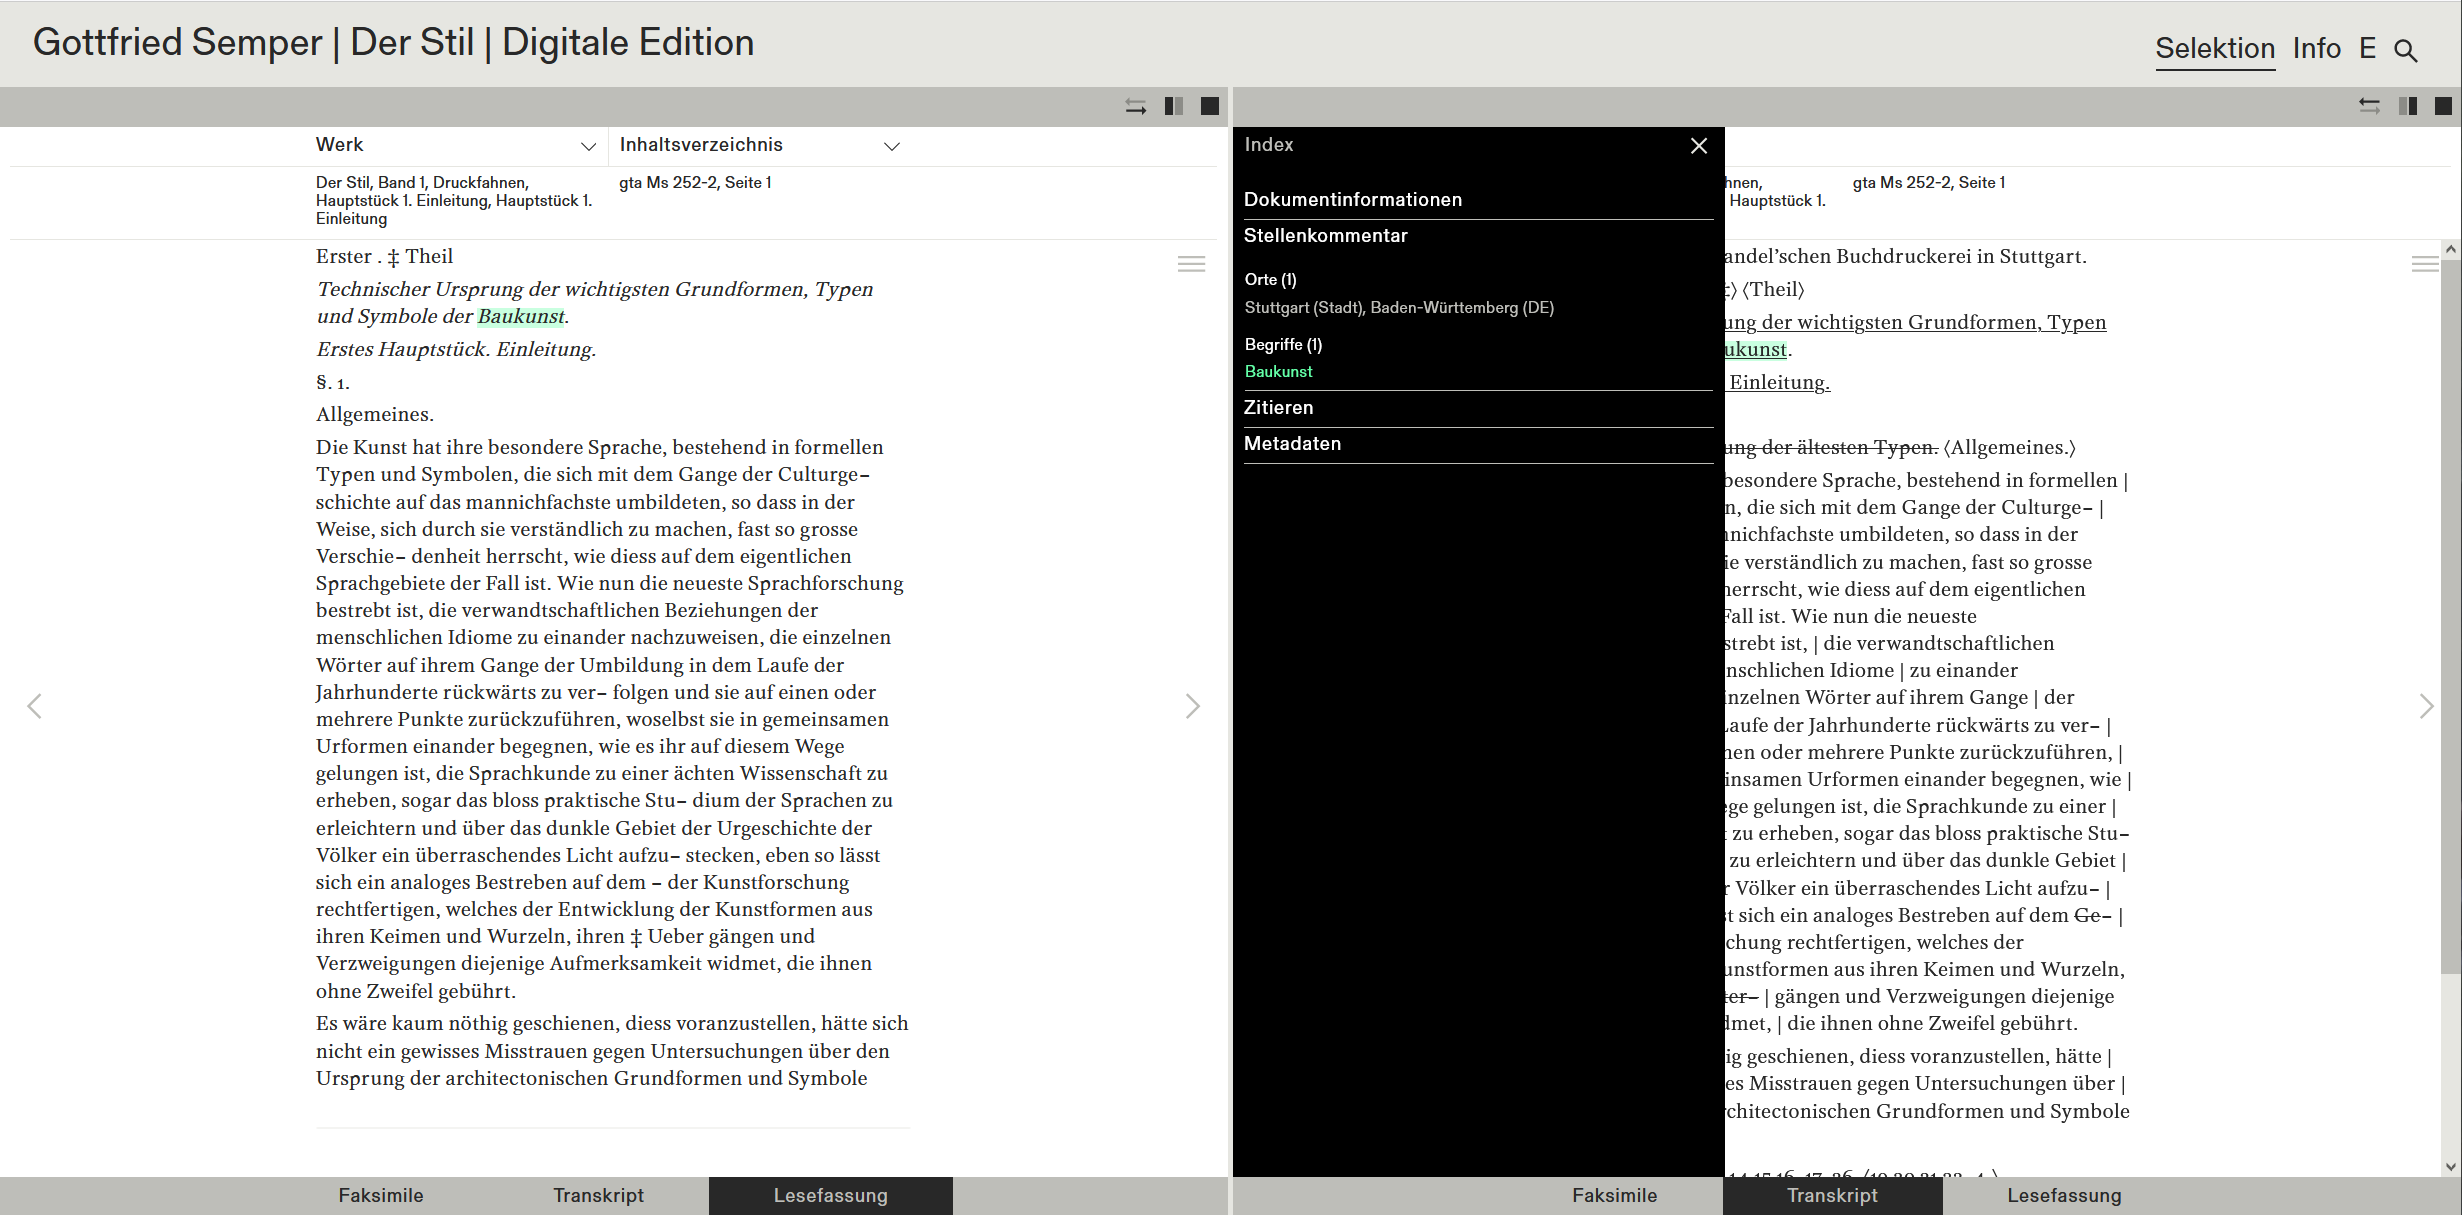 Gottfried Semper | Der Stil | Digitale Edition
Selektion Info E
Werk
Inhaltsverzeichnis
Der Stil, Band 1, Druckfahnen,
Hauptstück 1. Einleitung, Hauptstück 1.
Einleitung
gta Ms 252-2, Seite 1
Erster . ‡ Theil
Technischer Ursprung der wichtigsten Grundformen, Typen
und Symbole der Baukunst.
Erstes Hauptstück. Einleitung.
§. 1.
Allgemeines.
Die Kunst hat ihre besondere Sprache, bestehend in formellen
Typen und Symbolen, die sich mit dem Gange der Culturge–
schichte auf das mannichfachste umbildeten, so dass in der
Weise, sich durch sie verständlich zu machen, fast so grosse
Verschie– denheit herrscht, wie diess auf dem eigentlichen
Sprachgebiete der Fall ist. Wie nun die neueste Sprachforschung
bestrebt ist, die verwandtschaftlichen Beziehungen der
menschlichen Idiome zu einander nachzuweisen, die einzelnen
Wörter auf ihrem Gange der Umbildung in dem Laufe der
Jahrhunderte rückwärts zu ver– folgen und sie auf einen oder
mehrere Punkte zurückzuführen, woselbst sie in gemeinsamen
Urformen einander begegnen, wie es ihr auf diesem Wege
gelungen ist, die Sprachkunde zu einer ächten Wissenschaft zu
erheben, sogar das bloss praktische Stu– dium der Sprachen zu
erleichtern und über das dunkle Gebiet der Urgeschichte der
Völker ein überraschendes Licht aufzu– stecken, eben so lässt
sich ein analoges Bestreben auf dem – der Kunstforschung
rechtfertigen, welches der Entwicklung der Kunstformen aus
ihren Keimen und Wurzeln, ihren ‡ Ueber gängen und
Verzweigungen diejenige Aufmerksamkeit widmet, die ihnen
ohne Zweifel gebührt.
Es wäre kaum nöthig geschienen, diess voranzustellen, hätte sich
nicht ein gewisses Misstrauen gegen Untersuchungen über den
Ursprung der architectonischen Grundformen und Symbole
Faksimile
Transkript
Lesefassung
Index
Dokumentinformationen
Stellenkommentar
Orte (1)
Stuttgart (Stadt), Baden-Württemberg (DE)
Begriffe (1)
Baukunst
Zitieren
Metadaten
hnen,
Hauptstück 1.
gta Ms 252-2, Seite 1
andel’schen Buchdruckerei in Stuttgart.
⟩ ⟨Theil⟩
ung der wichtigsten Grundformen, Typen
ukunst.
Einleitung.
ung der ältesten Typen. ⟨Allgemeines.⟩
besondere Sprache, bestehend in formellen |
n, die sich mit dem Gange der Culturge– |
nnichfachste umbildeten, so dass in der
ie verständlich zu machen, fast so grosse
herrscht, wie diess auf dem eigentlichen
Fall ist. Wie nun die neueste
strebt ist, | die verwandtschaftlichen
nschlichen Idiome | zu einander
inzelnen Wörter auf ihrem Gange | der
Laufe der Jahrhunderte rückwärts zu ver– |
nen oder mehrere Punkte zurückzuführen, |
insamen Urformen einander begegnen, wie |
ege gelungen ist, die Sprachkunde zu einer |
t zu erheben, sogar das bloss praktische Stu–
zu erleichtern und über das dunkle Gebiet |
r Völker ein überraschendes Licht aufzu– |
st sich ein analoges Bestreben auf dem Ge– |
chung rechtfertigen, welches der
unstformen aus ihren Keimen und Wurzeln,
ter– | gängen und Verzweigungen diejenige
dmet, | die ihnen ohne Zweifel gebührt.
ig geschienen, diess voranzustellen, hätte |
es Misstrauen gegen Untersuchungen über |
rchitectonischen Grundformen und Symbole
Faksimile
Transkript
Lesefassung